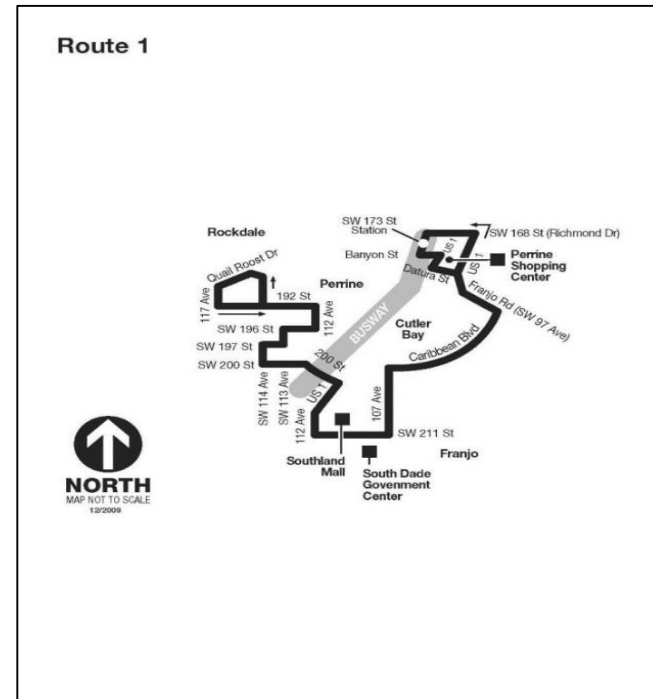 Route 1
SW 173 St
Station
SW 168 St (Richmond Dr)
Rockdale
US 1
US 1
Banyon St
Perrine
Shopping
Center
Quail Roost Dr
Datura St
Perrine
117 Ave
192 St
Franjo Rd (SW 97 Ave)
112 Ave
BUSWAY
Cutler
Bay
SW 196 St
Caribbean Blvd
SW 197 St
200 St
SW 200 St
SW 114 Ave
SW 113 Ave
US 1
112 Ave
107 Ave
SW 211 St
Southland
Mall
Franjo
South Dade
Govenment
Center
NORTH
MAP NOT TO SCALE
12/2009